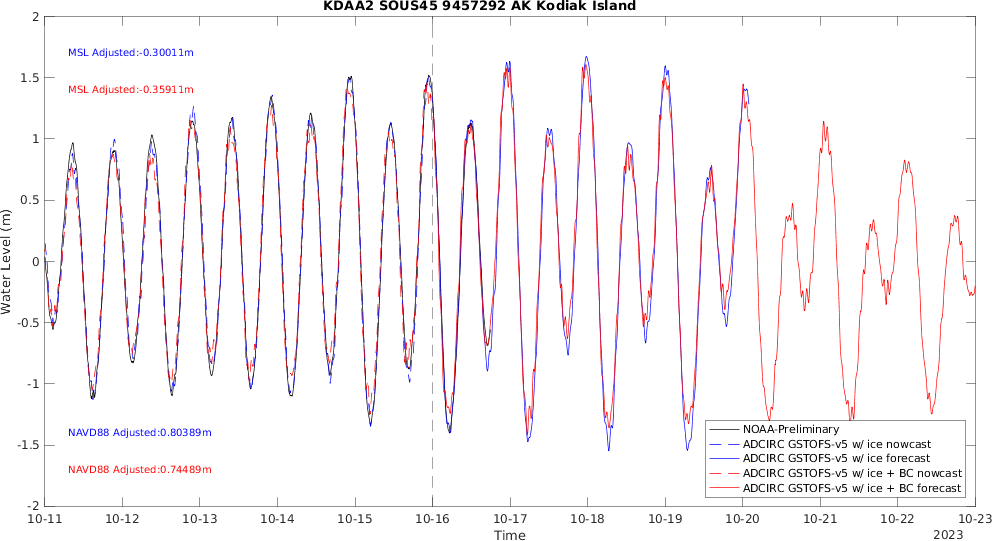 KDAA2 SOUS45 9457292 AK Kodiak Island
2
1.5
1
0.5
0
-0.5
-1
-1.5
-2
Water Level (m)
MSL Adjusted:-0.30011m
MSL Adjusted:-0.35911m
NAVD88 Adjusted:0.80389m
NAVD88 Adjusted:0.74489m
NOAA-Preliminary
ADCIRC GSTOFS-v5 w/ ice nowcast
ADCIRC GSTOFS-v5 w/ ice forecast
ADCIRC GSTOFS-v5 w/ ice + BC nowcast
ADCIRC GSTOFS-v5 w/ ice + BC forecast
10-11 10-12 10-13 10-14 10-15 10-16 10-17 10-18 10-19 10-20 10-21 10-22 10-23
Time
2023